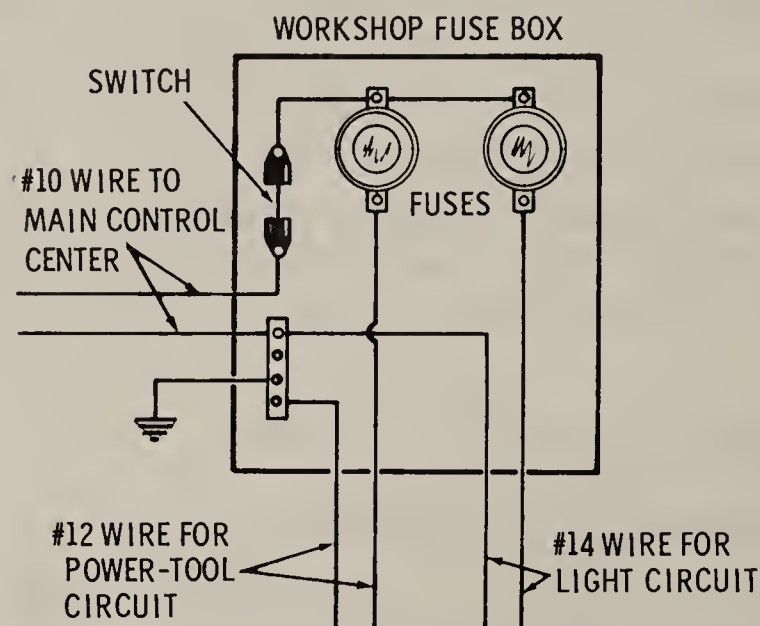 WORKSHOP FUSE BOX
SWITCH
#10 WIRE TO
MAIN CONTROL
CENTER
FUSES
#12 WIRE FOR
POWER-TOOL
CIRCUIT
#14 WIRE FOR
LIGHT CIRCUIT